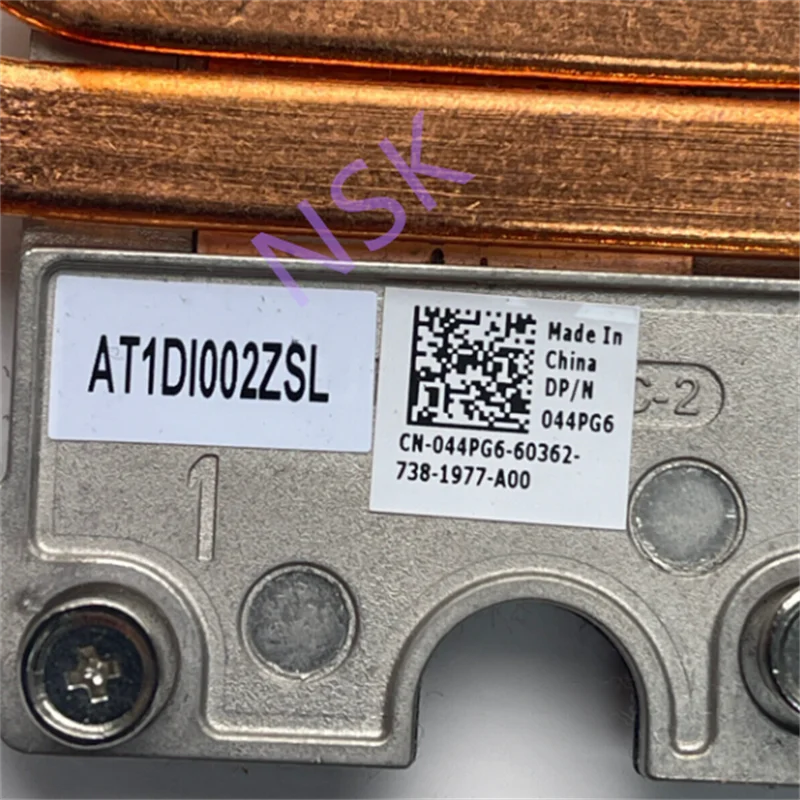 NSK
AT1DI002ZSL
Made In
China
DP/N
044PG6
CN-044PG6-60362-
738-1977-A00
C-2
1